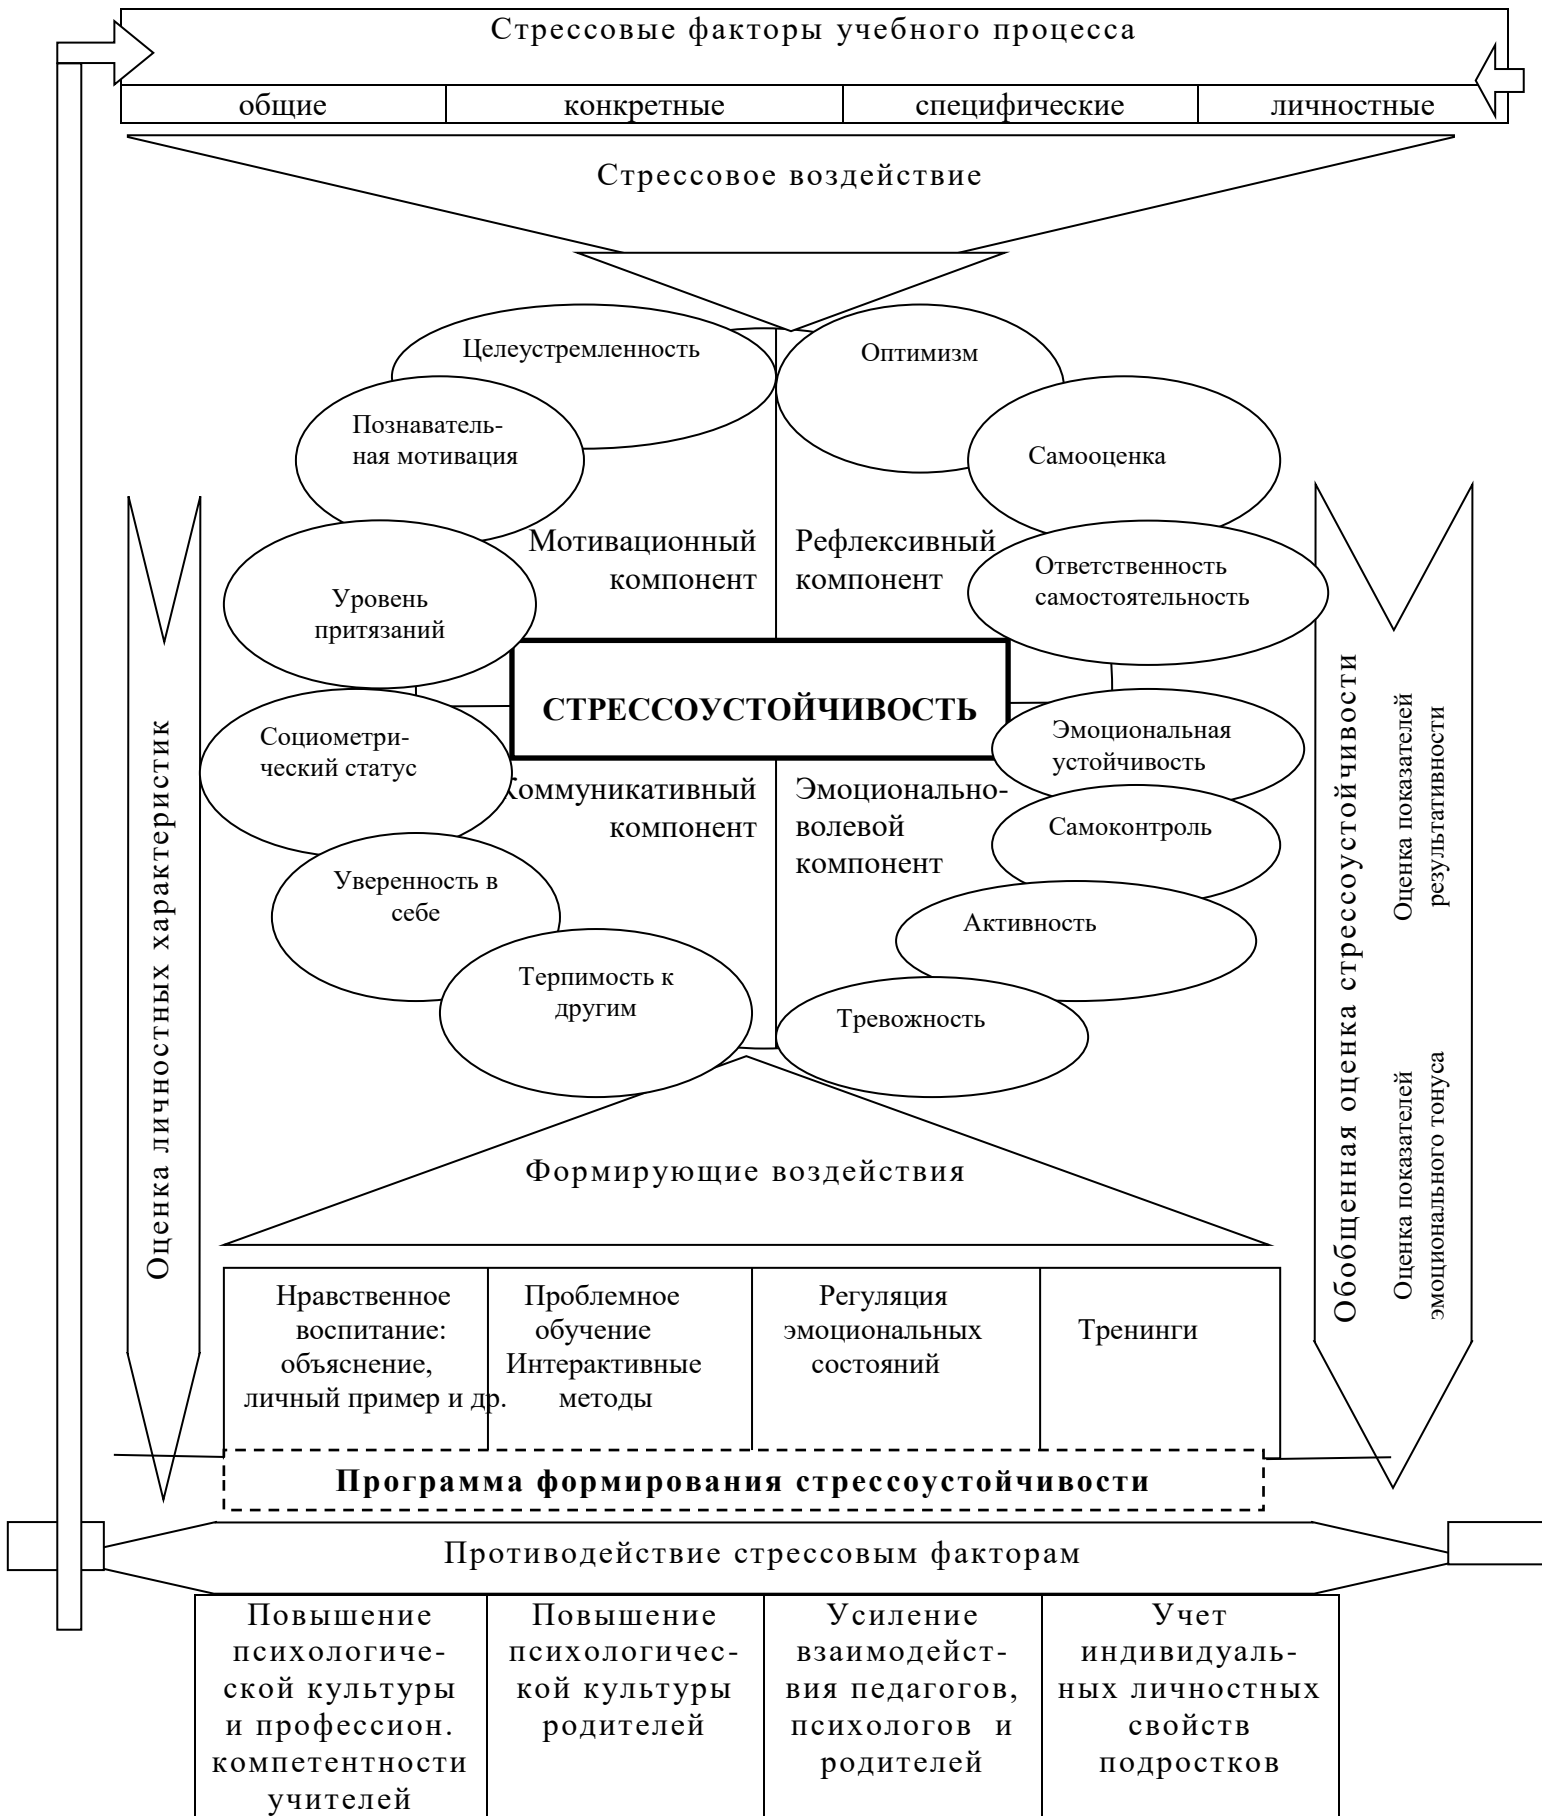 Стрессовые факторы учебного процесса
общие
конкретные
специфические
личностные
Стрессовое воздействие
Целеустремленность
Оптимизм
Познаватель-
ная мотивация
Самооценка
Мотивационный
компонент
Рефлексивный
компонент
Ответственность
самостоятельность
Уровень
притязаний
СТРЕССОУСТОЙЧИВОСТЬ
Социометри-
ческий статус
Эмоциональная
устойчивость
Коммуникативный
компонент
Эмоционально-
волевой
компонент
Самоконтроль
Уверенность в
себе
Активность
Терпимость к
другим
Тревожность
Оценка личностных характеристик
Обобщенная оценка стрессоустойчивости
Оценка показателей
результативности
Оценка показателей
эмоционального тонуса
Формирующие воздействия
Нравственное
воспитание:
объяснение,
личный пример и др.
Проблемное
обучение
Интерактивные
методы
Регуляция
эмоциональных
состояний
Тренинги
Программа формирования стрессоустойчивости
Противодействие стрессовым факторам
Повышение
психологиче-
ской культуры
и профессион.
компетентности
учителей
Повышение
психологичес-
кой культуры
родителей
Усиление
взаимодейст-
вия педагогов,
психологов и
родителей
Учет
индивидуаль-
ных личностных
свойств
подростков